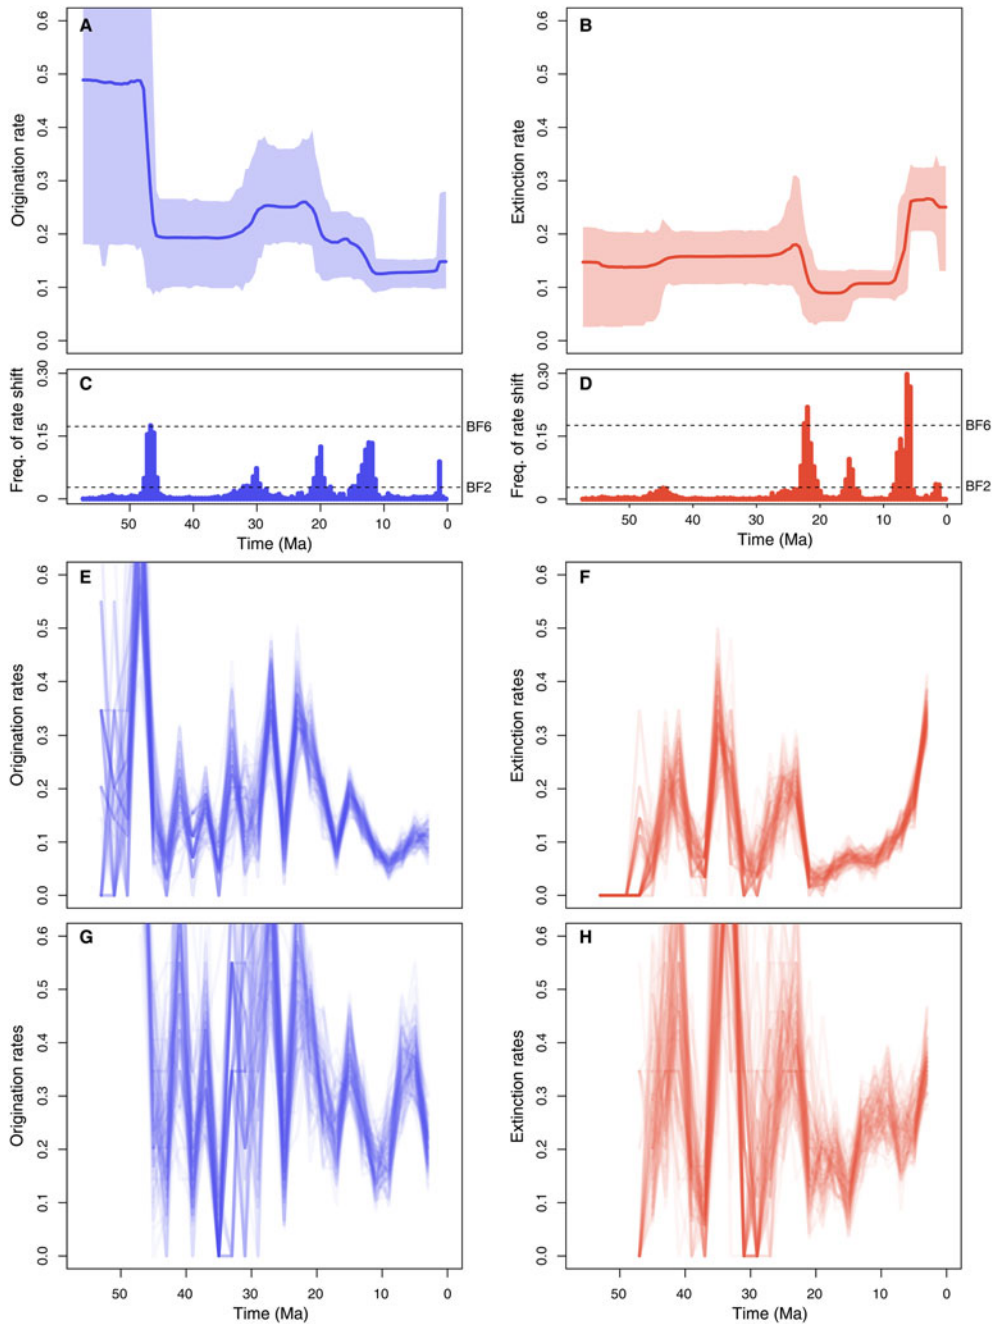 A
B
Origination rate
0.0 0.1 0.2 0.3 0.4 0.5 0.6
Extinction rate
0.0 0.1 0.2 0.3 0.4 0.5 0.6
C
D
Freq. of rate shift
0 0.15 0.30
BF6
BF2
Freq. of rate shift
0 0.15 0.30
BF6
BF2
50 40 30 20 10 0
50 40 30 20 10 0
Time (Ma)
Time (Ma)
E
F
Origination rates
0.0 0.1 0.2 0.3 0.4 0.5 0.6
Extinction rates
0.0 0.1 0.2 0.3 0.4 0.5 0.6
G
H
Origination rates
0.0 0.1 0.2 0.3 0.4 0.5 0.6
Extinction rates
0.0 0.1 0.2 0.3 0.4 0.5 0.6
50 40 30 20 10 0
50 40 30 20 10 0
Time (Ma)
Time (Ma)